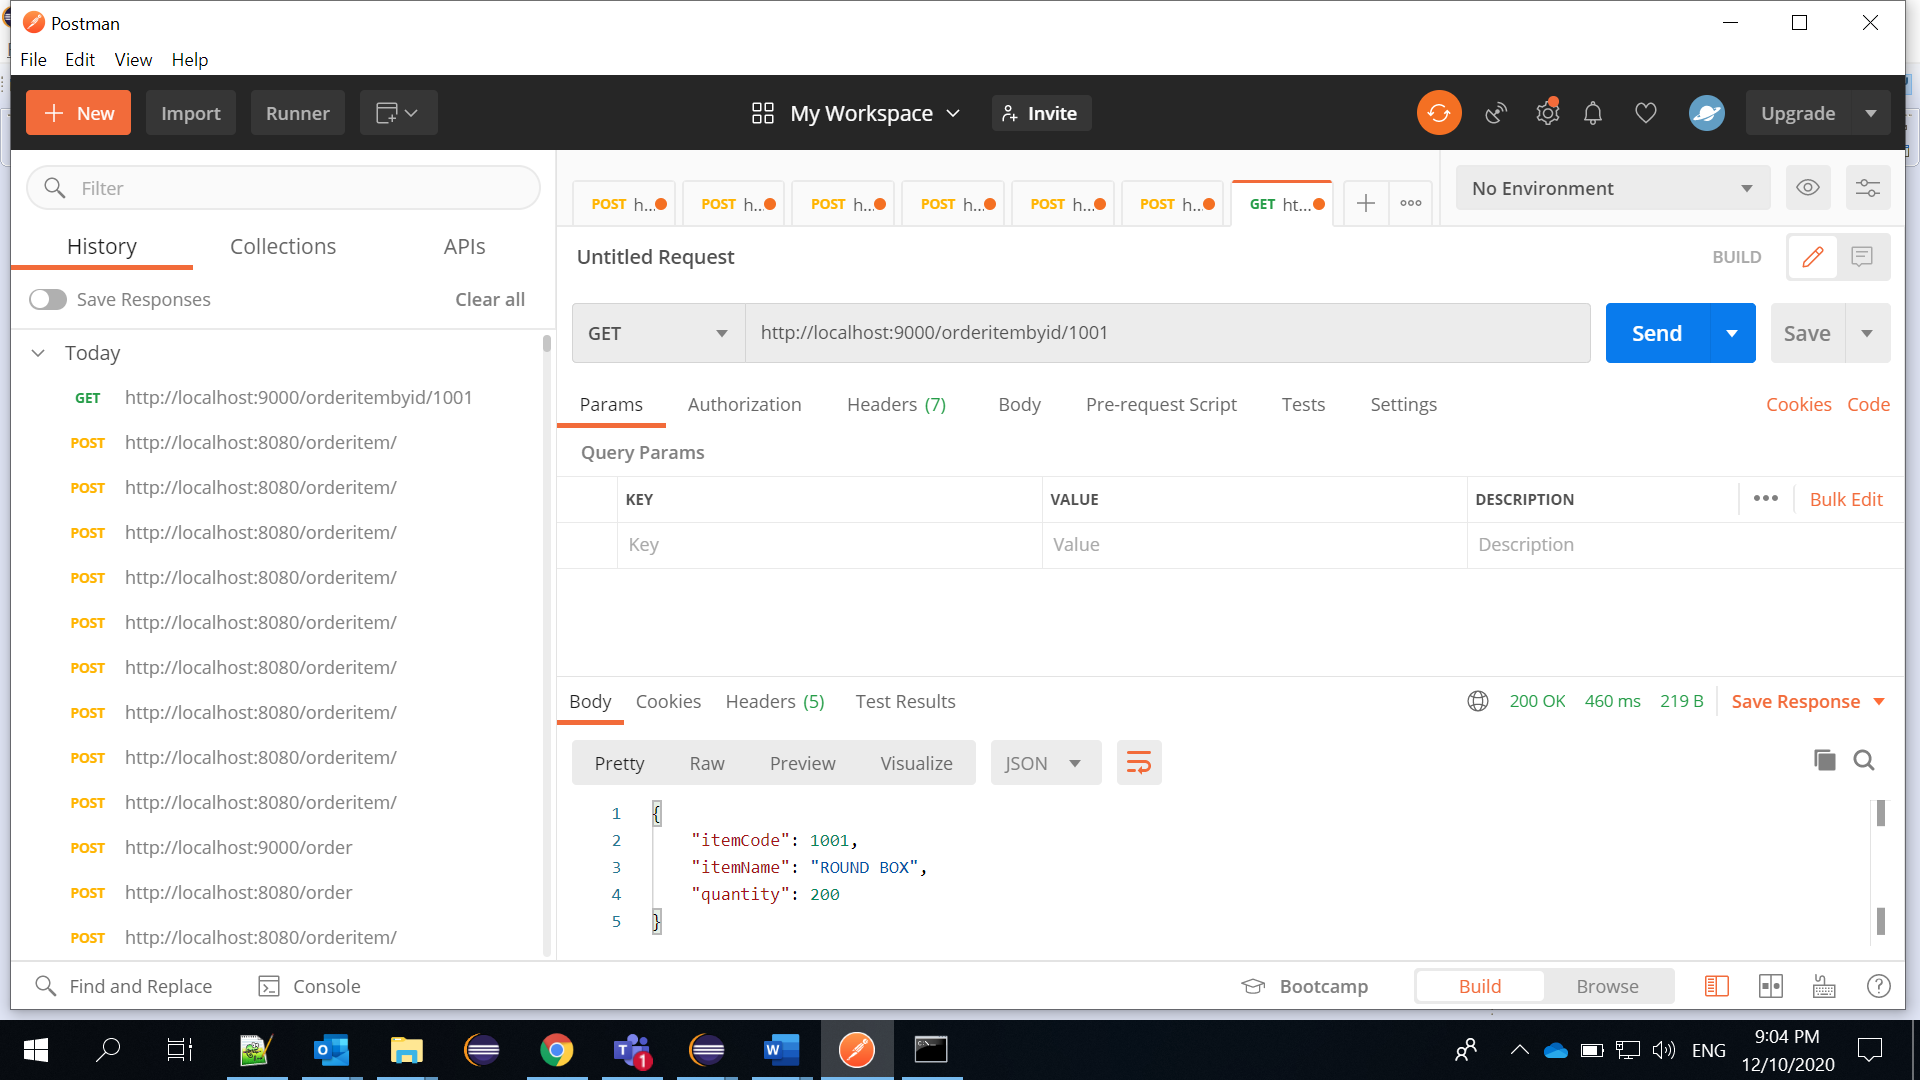 Postman
File Edit View Help
New Import Runner My Workspace Invite Upgrade
Filter
History Collections APIs
Save Responses Clear all
Today
GET http://localhost:9000/orderitembyid/1001
POST http://localhost:8080/orderitem/
POST http://localhost:8080/orderitem/
POST http://localhost:8080/orderitem/
POST http://localhost:8080/orderitem/
POST http://localhost:8080/orderitem/
POST http://localhost:8080/orderitem/
POST http://localhost:8080/orderitem/
POST http://localhost:8080/orderitem/
POST http://localhost:8080/orderitem/
POST http://localhost:9000/order
POST http://localhost:8080/order
POST http://localhost:8080/orderitem/
POST h... POST h... POST h... POST h... POST h... POST h... GET ht...
No Environment
Untitled Request BUILD
GET http://localhost:9000/orderitembyid/1001 Send Save
Params Authorization Headers (7) Body Pre-request Script Tests Settings Cookies Code
Query Params
KEY VALUE DESCRIPTION Bulk Edit
Key Value Description
Body Cookies Headers (5) Test Results 200 OK 460 ms 219 B Save Response
Pretty Raw Preview Visualize JSON
1 {
2 "itemCode": 1001,
3 "itemName": "ROUND BOX",
4 "quantity": 200
5 }
Find and Replace Console Bootcamp Build Browse
1 ENG 9:04 PM
12/10/2020